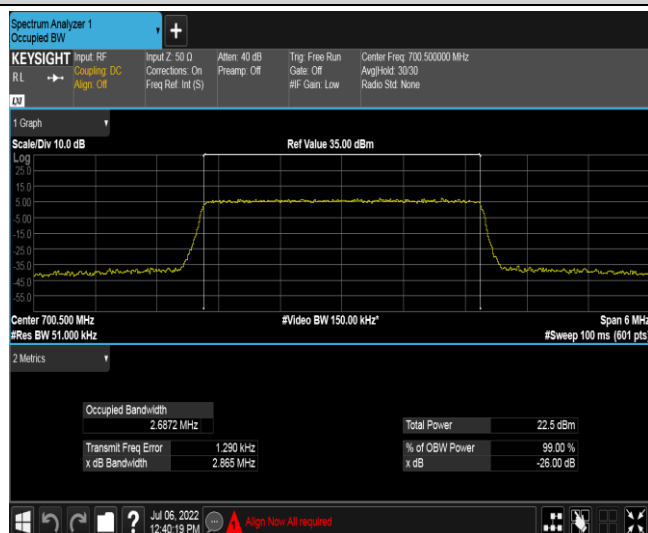 Spectrum Analyzer 1
Occupied BW
+
KEYSIGHT Input: RF Input Z: 50 Ω Atten: 40 dB Trig: Free Run Center Freq: 700.500000 MHz
RL Coupling: DC Corrections: On Preamp: Off Gate: Off Avg|Hold: 30/30
Align: Off Freq Ref: Int (S) #IF Gain: Low Radio Std: None
LXI
1 Graph
Scale/Div 10.0 dB Ref Value 35.00 dBm
Log
25.0
15.0
5.00
-5.00
-15.0
-25.0
-35.0
-45.0
-55.0
Center 700.500 MHz #Video BW 150.00 kHz* Span 6 MHz
#Res BW 51.000 kHz #Sweep 100 ms (601 pts)
2 Metrics
Occupied Bandwidth
2.6872 MHz Total Power 22.5 dBm
Transmit Freq Error 1.290 kHz % of OBW Power 99.00 %
x dB Bandwidth 2.865 MHz x dB -26.00 dB
? Jul 06, 2022
12:40:19 PM Align Now All required